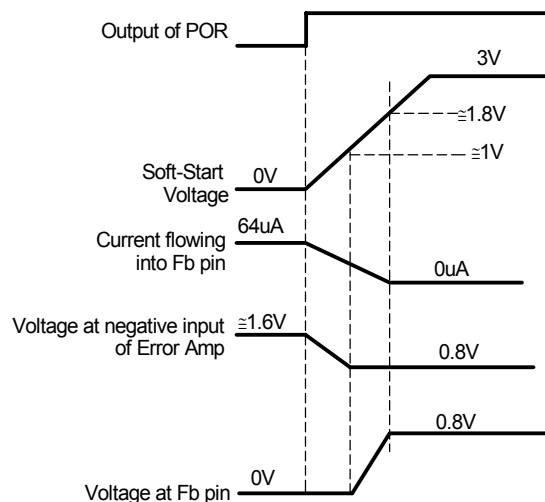 Output of POR
3V
≅1.8V
≅1V
Soft-Start
Voltage
0V
64uA
Current flowing
into Fb pin
0uA
Voltage at negative input
of Error Amp
≅1.6V
0.8V
0.8V
Voltage at Fb pin
0V